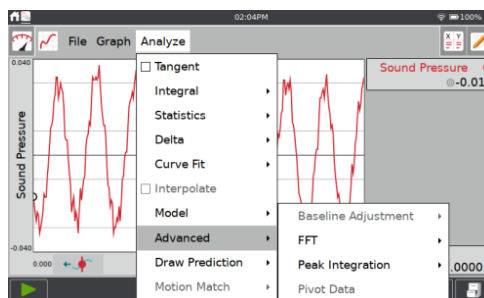 02:04PM
100%
File Graph Analyze
X Y
0.040
Sound Pressure
-0.01
Tangent
Integral
Statistics
Delta
Curve Fit
Interpolate
Model
Advanced
Draw Prediction
Motion Match
Baseline Adjustment
FFT
Peak Integration
Pivot Data
Sound Pressure
-0.040
0.000
.0000